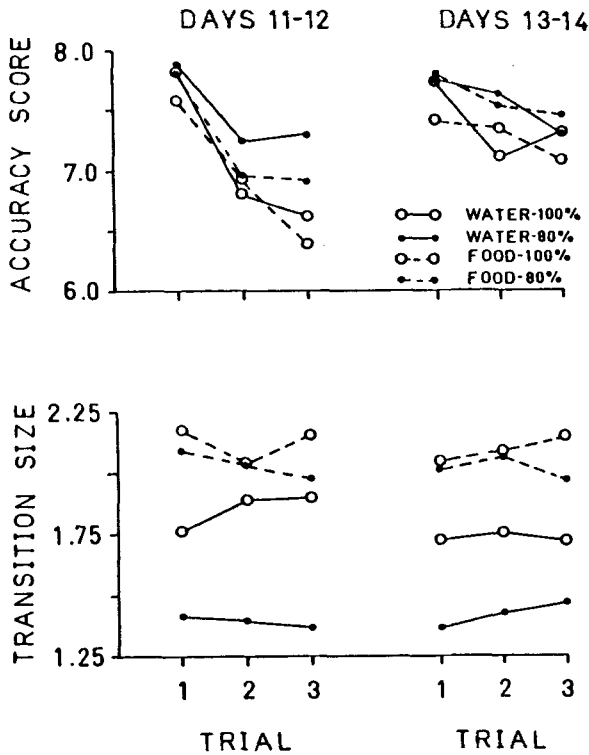 DAYS 11-12
DAYS 13-14
ACCURACY SCORE
8.0
7.0
6.0
WATER-100%
WATER-80%
FOOD-100%
FOOD-80%
TRANSITION SIZE
2.25
1.75
1.25
1 2 3
1 2 3
TRIAL
TRIAL